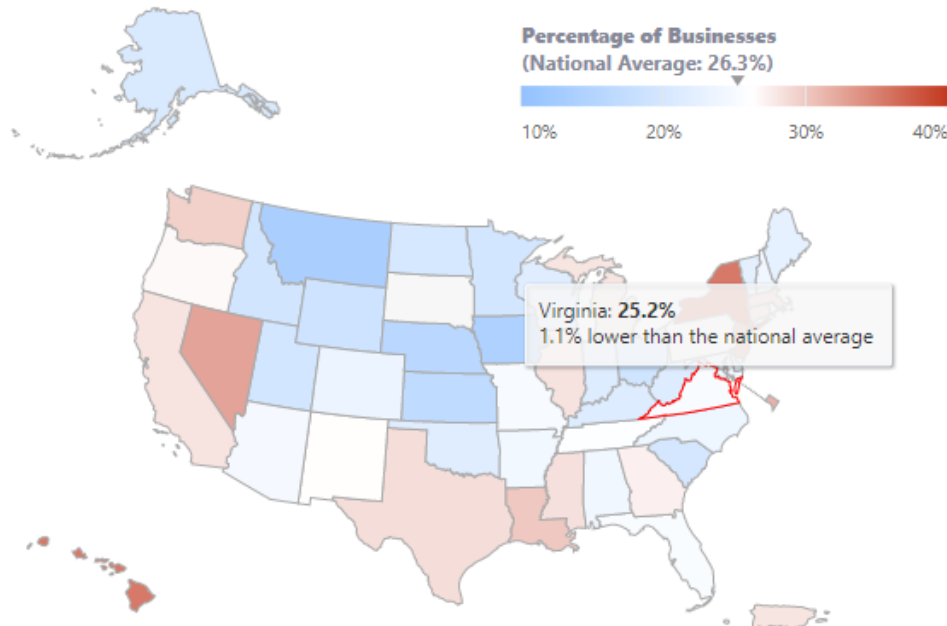 Percentage of Businesses
(National Average: 26.3%)
10% 20% 30% 40%
Virginia: 25.2%
1.1% lower than the national average